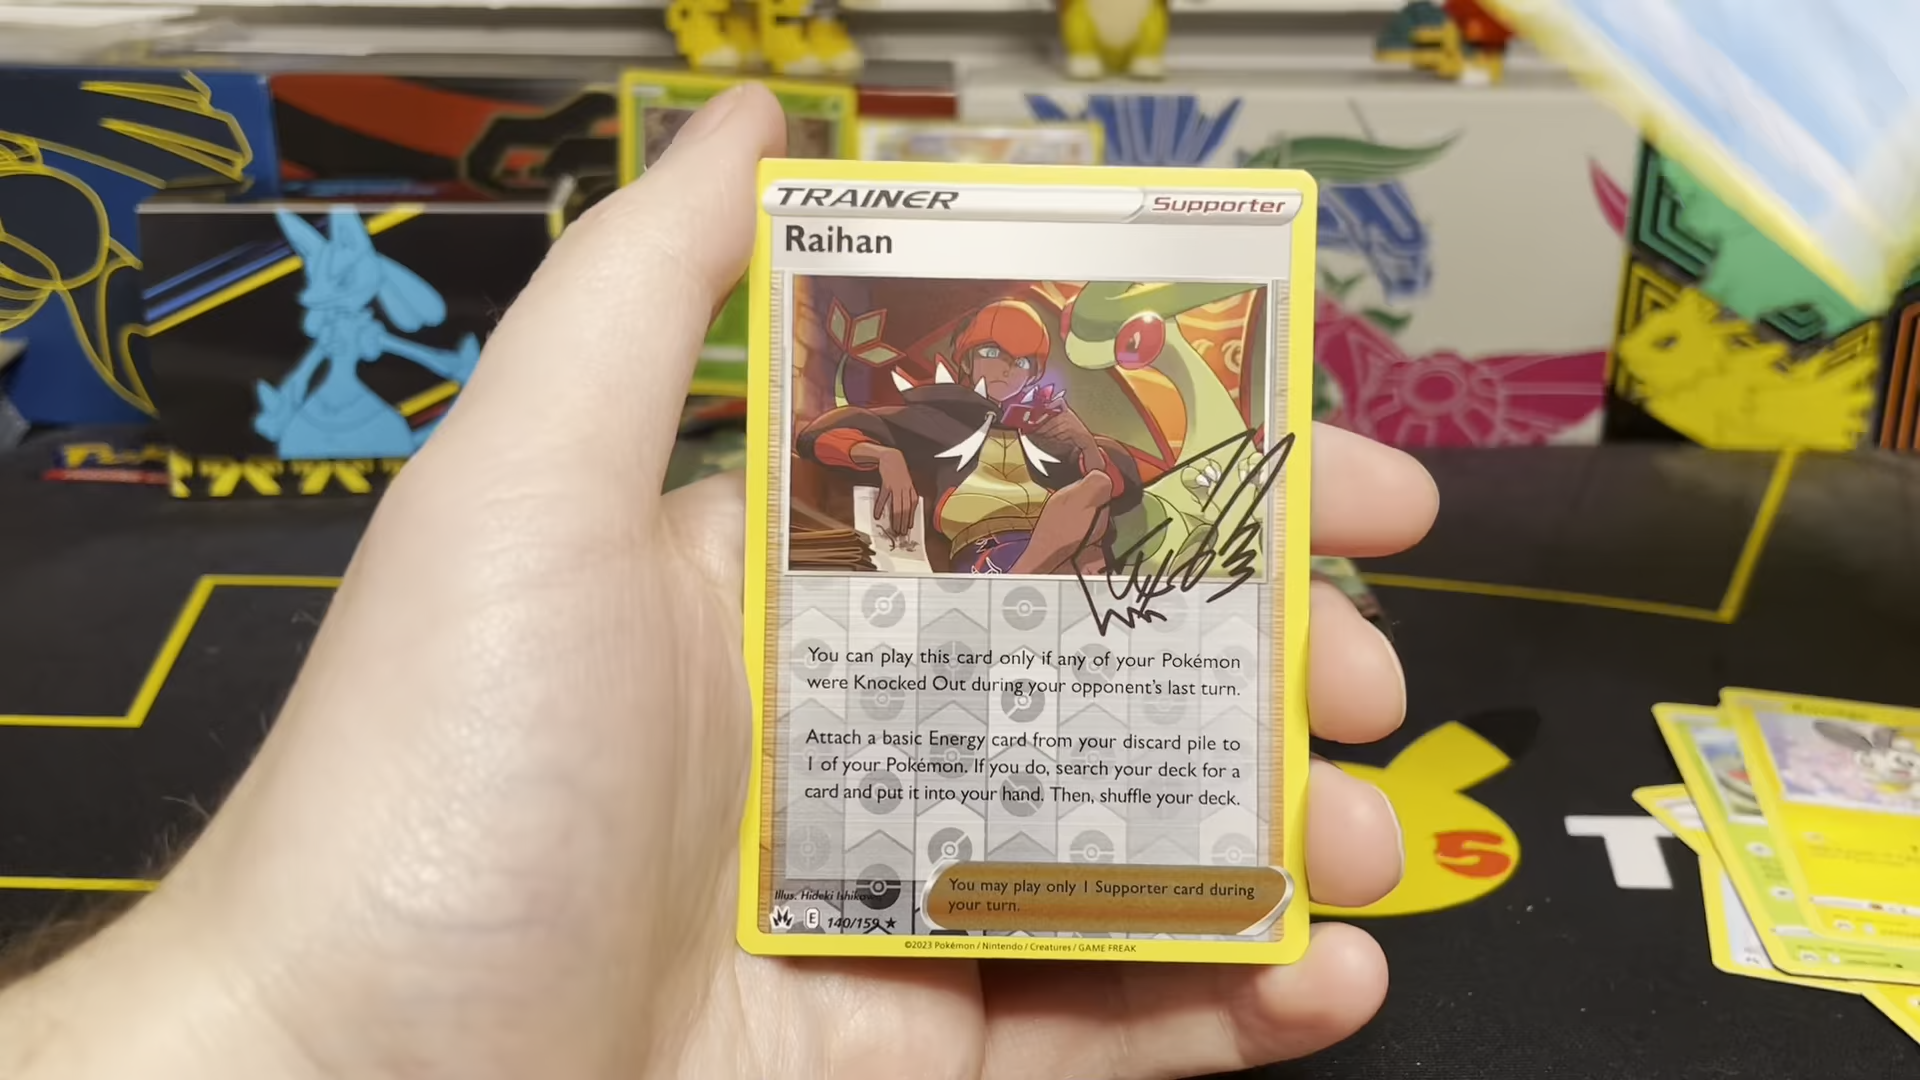 TRAINER
Supporter
Raihan
You can play this card only if any of your Pokémon
were Knocked Out during your opponent's last turn.
Attach a basic Energy card from your discard pile to
1 of your Pokémon. If you do, search your deck for a
card and put it into your hand. Then, shuffle your deck.
You may play only 1 Supporter card during
your turn.
Illus. Hideki Ishikawa
E 140/159 ★
©2023 Pokémon / Nintendo / Creatures / GAME FREAK
S T